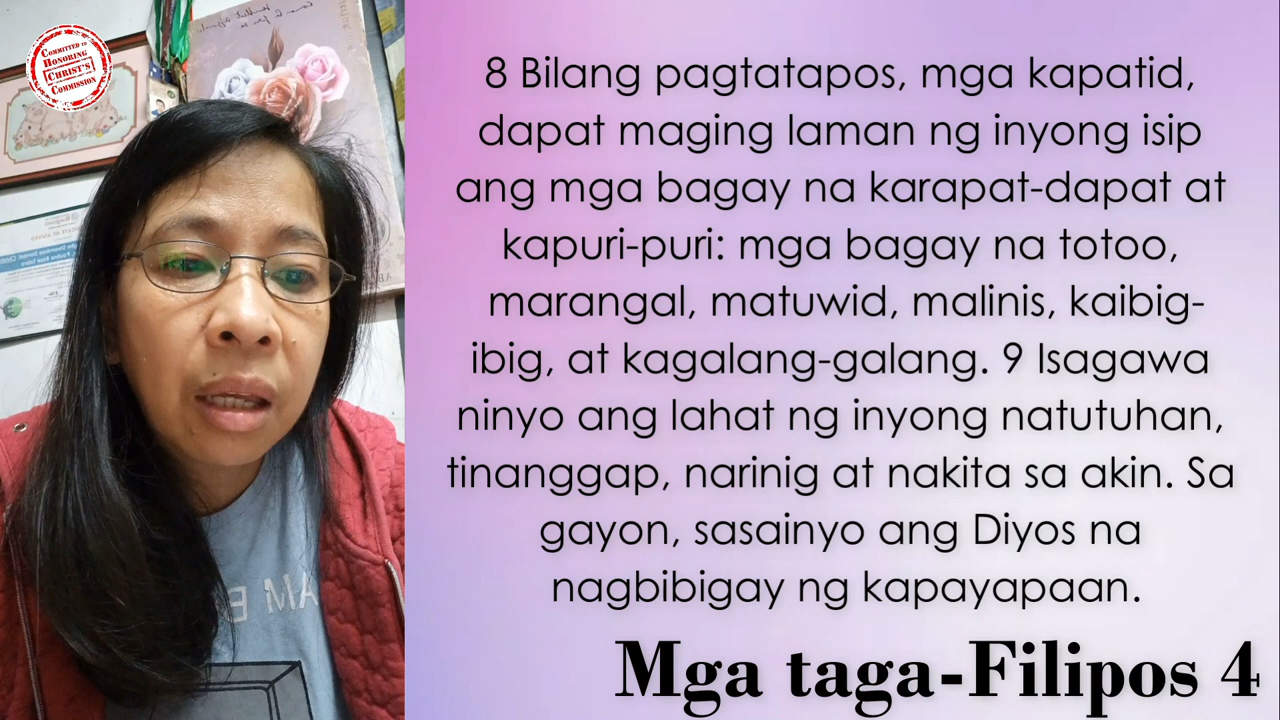 COMMITTED TO
HONORING
CHRIST'S
COMMISSION
8 Bilang pagtatapos, mga kapatid,
dapat maging laman ng inyong isip
ang mga bagay na karapat-dapat at
kapuri-puri: mga bagay na totoo,
marangal, matuwid, malinis, kaibig-
ibig, at kagalang-galang. 9 Isagawa
ninyo ang lahat ng inyong natutuhan,
tinanggap, narinig at nakita sa akin. Sa
gayon, sasainyo ang Diyos na
nagbibigay ng kapayapaan.
Mga taga-Filipos 4